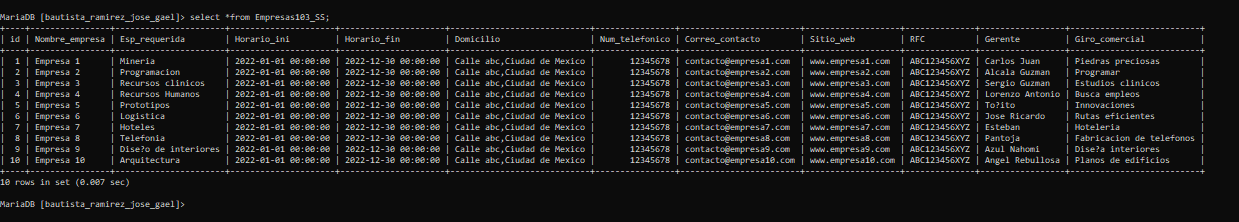 MariaDB [bautista_ramirez_jose_gael]> select *from Empresas103_SS;
+----+----------------+----------------------+---------------------+---------------------+----------------------------+----------------+------------------------+-------------------+--------------+-----------------+--------------------------+
| id | Nombre_empresa | Esp_requerida | Horario_ini | Horario_fin | Domicilio | Num_telefonico | Correo_contacto | Sitio_web | RFC | Gerente | Giro_comercial |
+----+----------------+----------------------+---------------------+---------------------+----------------------------+----------------+------------------------+-------------------+--------------+-----------------+--------------------------+
| 1 | Empresa 1 | Mineria | 2022-01-01 00:00:00 | 2022-12-30 00:00:00 | Calle abc,Ciudad de Mexico | 12345678 | contacto@empresa1.com | www.empresa1.com | ABC123456XYZ | Carlos Juan | Piedras preciosas |
| 2 | Empresa 2 | Programacion | 2022-01-01 00:00:00 | 2022-12-30 00:00:00 | Calle abc,Ciudad de Mexico | 12345678 | contacto@empresa2.com | www.empresa2.com | ABC123456XYZ | Alcala Guzman | Programar |
| 3 | Empresa 3 | Recursos clinicos | 2022-01-01 00:00:00 | 2022-12-30 00:00:00 | Calle abc,Ciudad de Mexico | 12345678 | contacto@empresa3.com | www.empresa3.com | ABC123456XYZ | Sergio Guzman | Estudios clinicos |
| 4 | Empresa 4 | Recursos Humanos | 2022-01-01 00:00:00 | 2022-12-30 00:00:00 | Calle abc,Ciudad de Mexico | 12345678 | contacto@empresa4.com | www.empresa4.com | ABC123456XYZ | Lorenzo Antonio | Busca empleos |
| 5 | Empresa 5 | Prototipos | 2022-01-01 00:00:00 | 2022-12-30 00:00:00 | Calle abc,Ciudad de Mexico | 12345678 | contacto@empresa5.com | www.empresa5.com | ABC123456XYZ | To?ito | Innovaciones |
| 6 | Empresa 6 | Logistica | 2022-01-01 00:00:00 | 2022-12-30 00:00:00 | Calle abc,Ciudad de Mexico | 12345678 | contacto@empresa6.com | www.empresa6.com | ABC123456XYZ | Jose Ricardo | Rutas eficientes |
| 7 | Empresa 7 | Hoteles | 2022-01-01 00:00:00 | 2022-12-30 00:00:00 | Calle abc,Ciudad de Mexico | 12345678 | contacto@empresa7.com | www.empresa7.com | ABC123456XYZ | Esteban | Hoteleria |
| 8 | Empresa 8 | Telefonia | 2022-01-01 00:00:00 | 2022-12-30 00:00:00 | Calle abc,Ciudad de Mexico | 12345678 | contacto@empresa8.com | www.empresa8.com | ABC123456XYZ | Pantoja | Fabricacion de telefonos |
| 9 | Empresa 9 | Dise?o de interiores | 2022-01-01 00:00:00 | 2022-12-30 00:00:00 | Calle abc,Ciudad de Mexico | 12345678 | contacto@empresa9.com | www.empresa9.com | ABC123456XYZ | Azul Nahomi | Dise?a interiores |
| 10 | Empresa 10 | Arquitectura | 2022-01-01 00:00:00 | 2022-12-30 00:00:00 | Calle abc,Ciudad de Mexico | 12345678 | contacto@empresa10.com | www.empresa10.com | ABC123456XYZ | Angel Rebullosa | Planos de edificios |
+----+----------------+----------------------+---------------------+---------------------+----------------------------+----------------+------------------------+-------------------+--------------+-----------------+--------------------------+
10 rows in set (0.007 sec)
MariaDB [bautista_ramirez_jose_gael]>